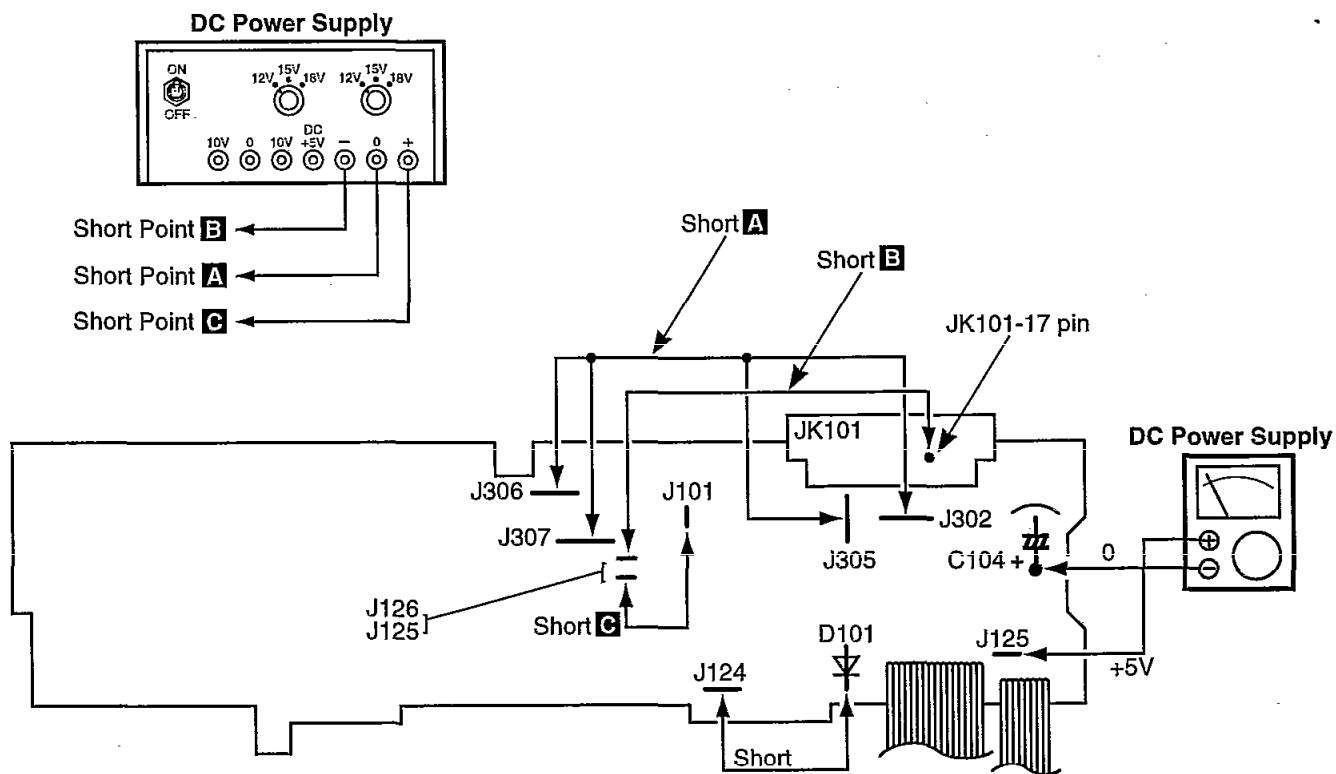 DC Power Supply
ON
OFF
12V 15V 18V
12V 15V 18V
10V 0 10V DC +5V − 0 +
Short Point B
Short Point A
Short Point C
Short A
Short B
JK101-17 pin
JK101
DC Power Supply
J306
J101
J307
J302
J305
C104 +
0
⊕
⊖
J126
J125
Short C
D101
J125
+5V
J124
Short